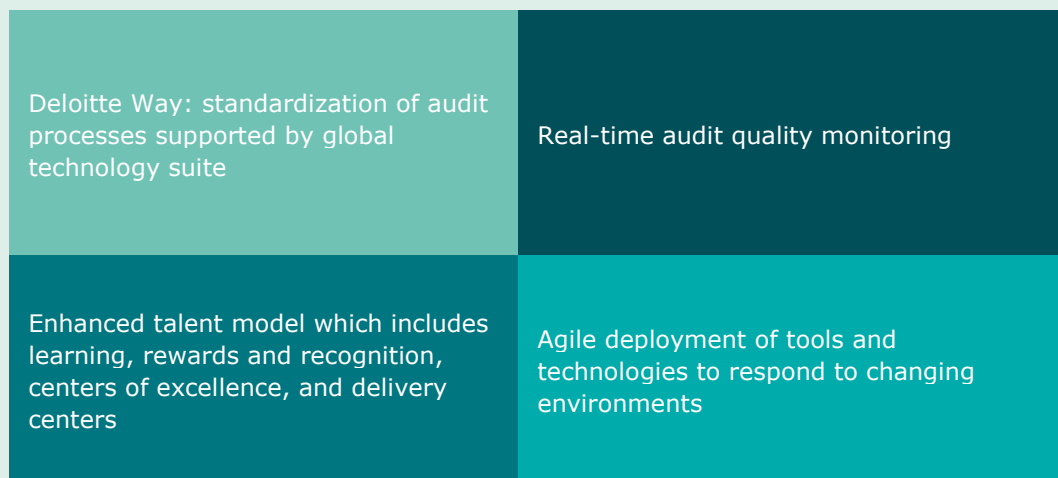 Deloitte Way: standardization of audit
processes supported by global
technology suite
Real-time audit quality monitoring
Enhanced talent model which includes
learning, rewards and recognition,
centers of excellence, and delivery
centers
Agile deployment of tools and
technologies to respond to changing
environments